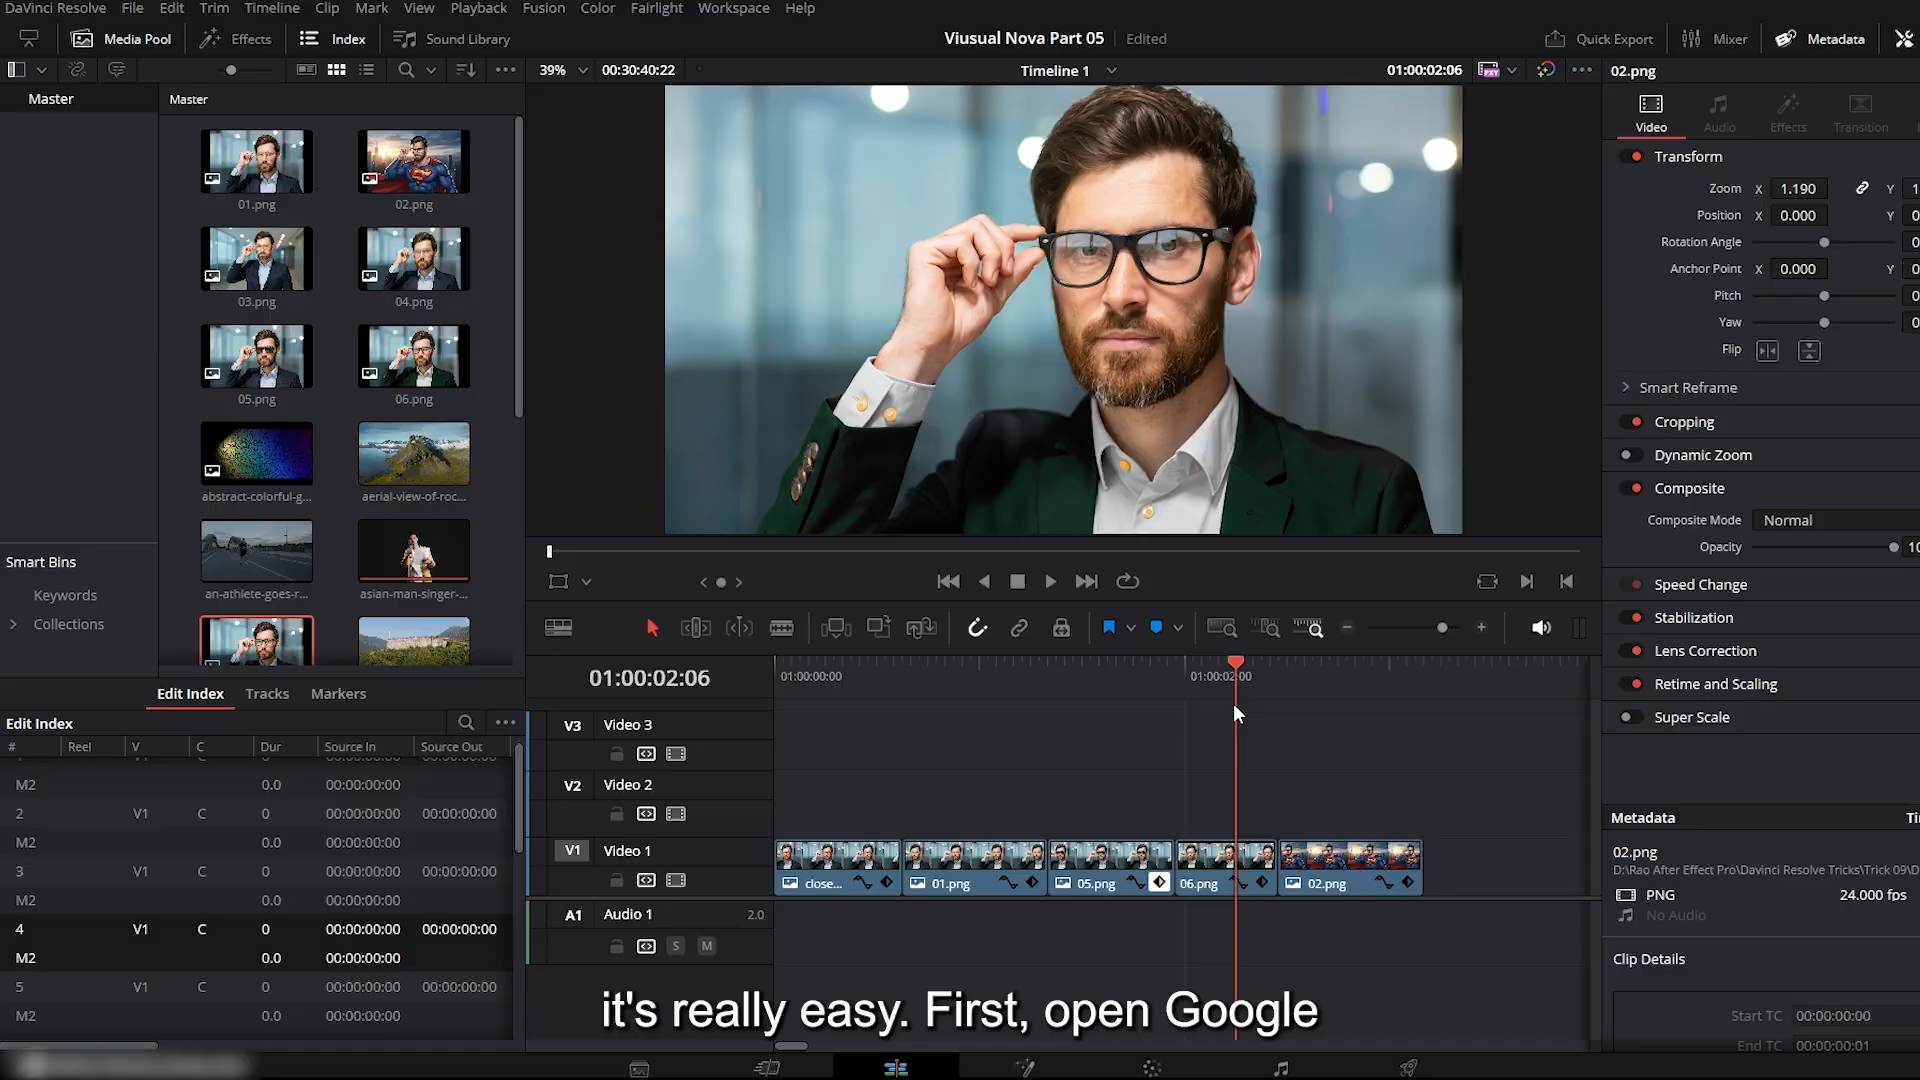 DaVinci Resolve File Edit Trim Timeline Clip Mark View Playback Fusion Color Fairlight Workspace Help
Media Pool Effects Index Sound Library Viusual Nova Part 05 Edited Quick Export Mixer Metadata
39% 00:30:40:22 Timeline 1 01:00:02:06 PXY 02.png
Master Master
Video Audio Effects Transition
01.png 02.png
03.png 04.png
05.png 06.png
abstract-colorful-g... aerial-view-of-roc...
an-athlete-goes-r... asian-man-singer-...
Smart Bins
Keywords
Collections
Transform
Zoom X 1.190 Y 1
Position X 0.000 Y 0
Rotation Angle 0
Anchor Point X 0.000 Y 0
Pitch 0
Yaw 0
Flip
Smart Reframe
Cropping
Dynamic Zoom
Composite
Composite Mode Normal
Opacity 10
Speed Change
Stabilization
Lens Correction
Retime and Scaling
Super Scale
Edit Index Tracks Markers
Edit Index
# Reel V C Dur Source In Source Out
M2 0.0 00:00:00:00
2 V1 C 0 00:00:00:00 00:00:00:00
M2 0.0 00:00:00:00
3 V1 C 0 00:00:00:00 00:00:00:00
M2 0.0 00:00:00:00
4 V1 C 0 00:00:00:00 00:00:00:00
M2 0.0 00:00:00:00
5 V1 C 0 00:00:00:00 00:00:00:00
M2 0.0 00:00:00:00
01:00:02:06 01:00:00:00 01:00:02:00
V3 Video 3
V2 Video 2
V1 Video 1
close... 01.png 05.png 06.png 02.png
A1 Audio 1 2.0
S M
Metadata Ti
02.png
D:\Rao After Effect Pro\Davinci Resolve Tricks\Trick 09\D
PNG 24.000 fps
No Audio
Clip Details
Start TC 00:00:00:00
End TC 00:00:00:01
it's really easy. First, open Google